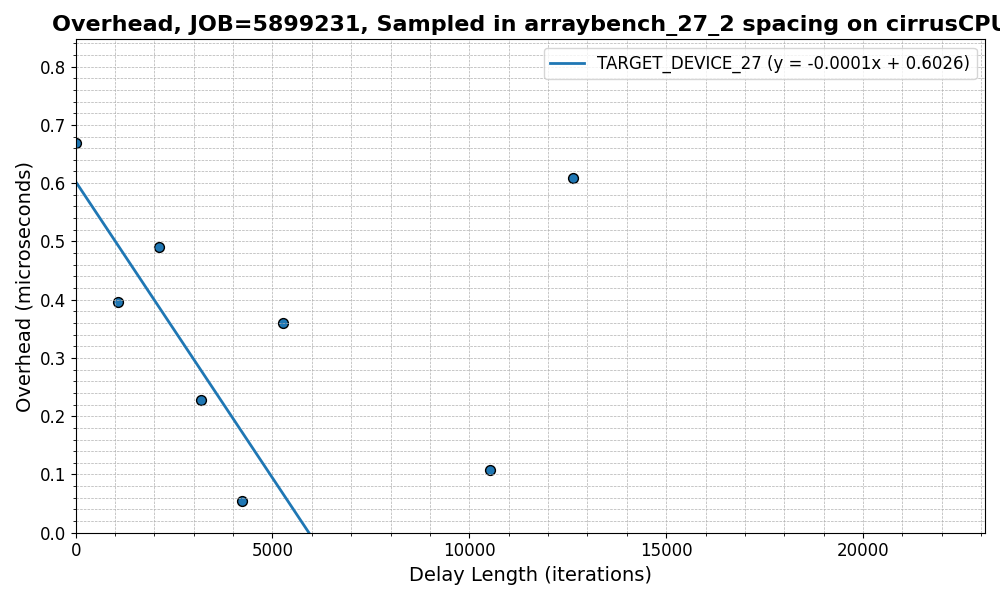 Overhead, JOB=5899231, Sampled in arraybench_27_2 spacing on cirrusCPU
TARGET_DEVICE_27 (y = -0.0001x + 0.6026)
Overhead (microseconds)
0.8
0.7
0.6
0.5
0.4
0.3
0.2
0.1
0.0
0 5000 10000 15000 20000
Delay Length (iterations)